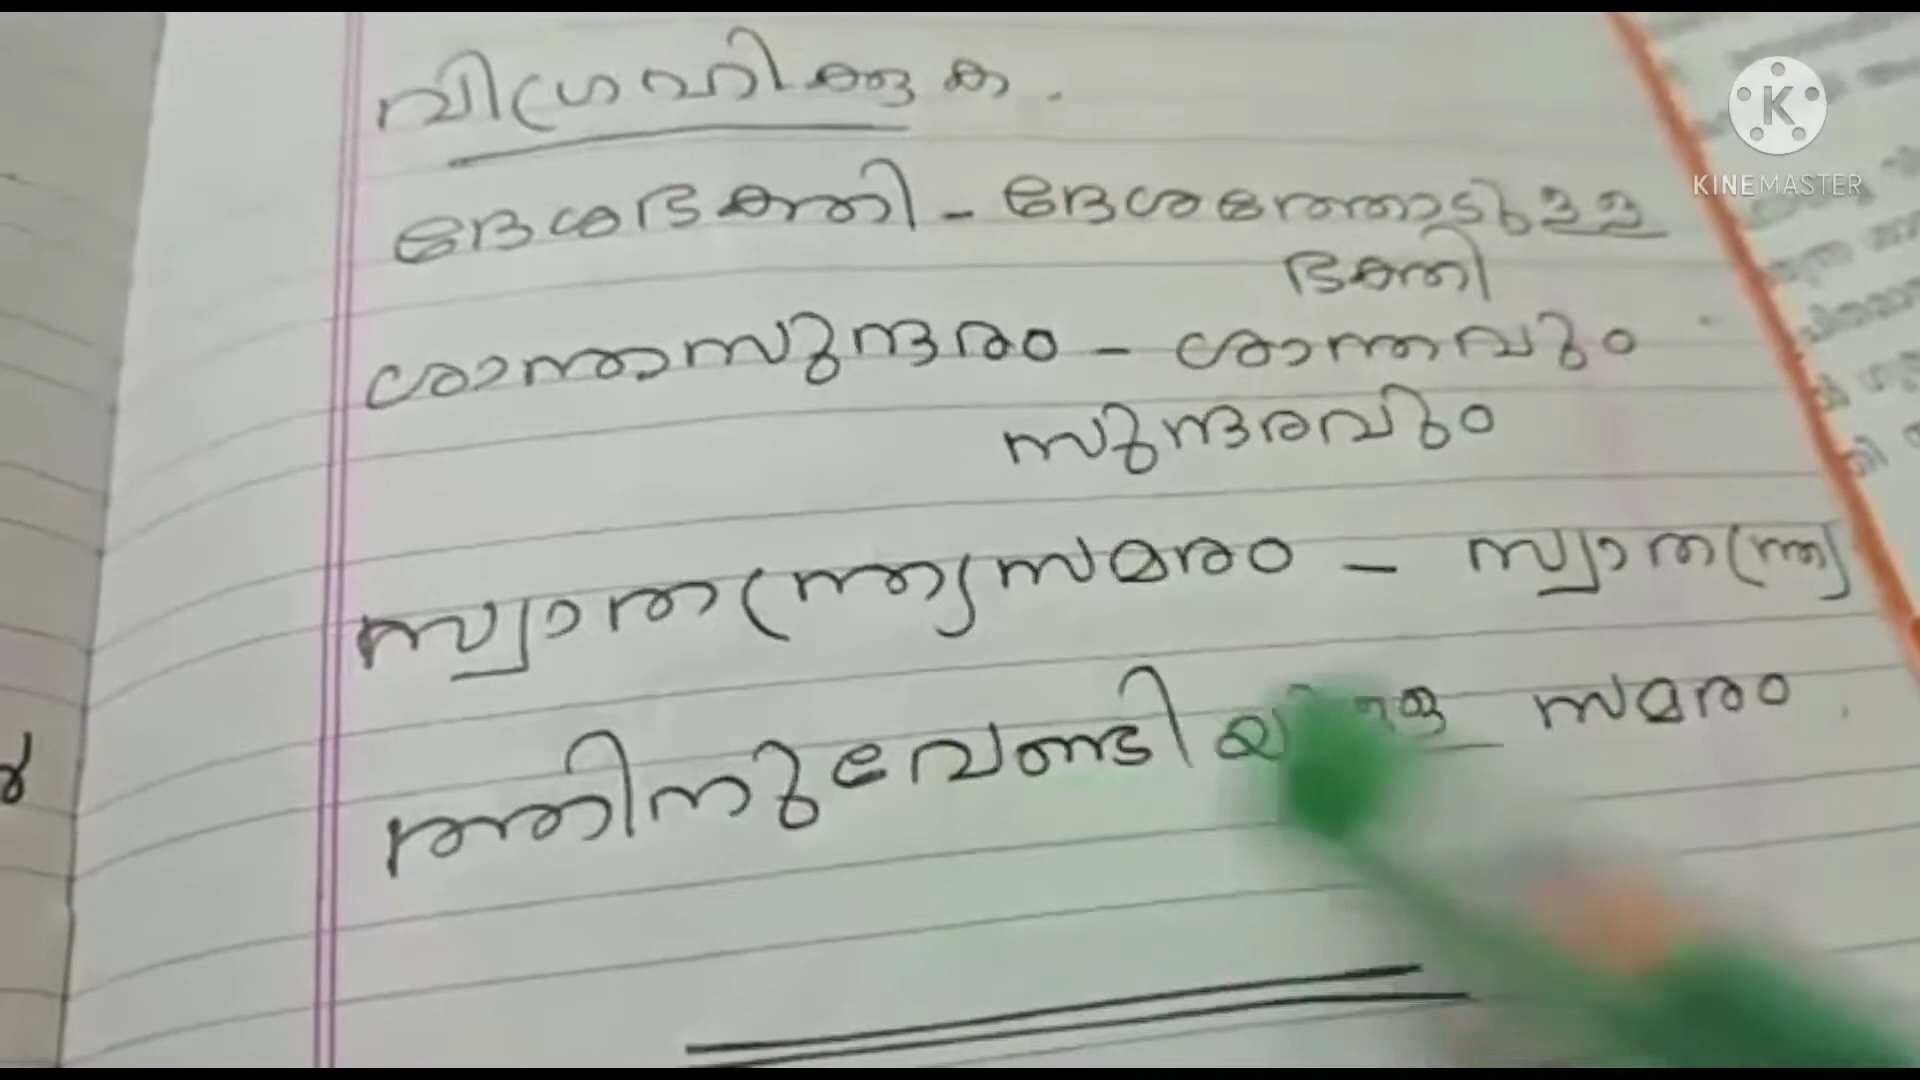 വിഗ്രഹിക്കുക.
ദേശഭക്തി - ദേശത്തോടുള്ള
ഭക്തി
ശാന്തസുന്ദരം - ശാന്തവും
സുന്ദരവും
സ്വാതന്ത്ര്യസമരം - സ്വാതന്ത്ര്യ
ത്തിനുവേണ്ടി സമരം
KINEMASTER